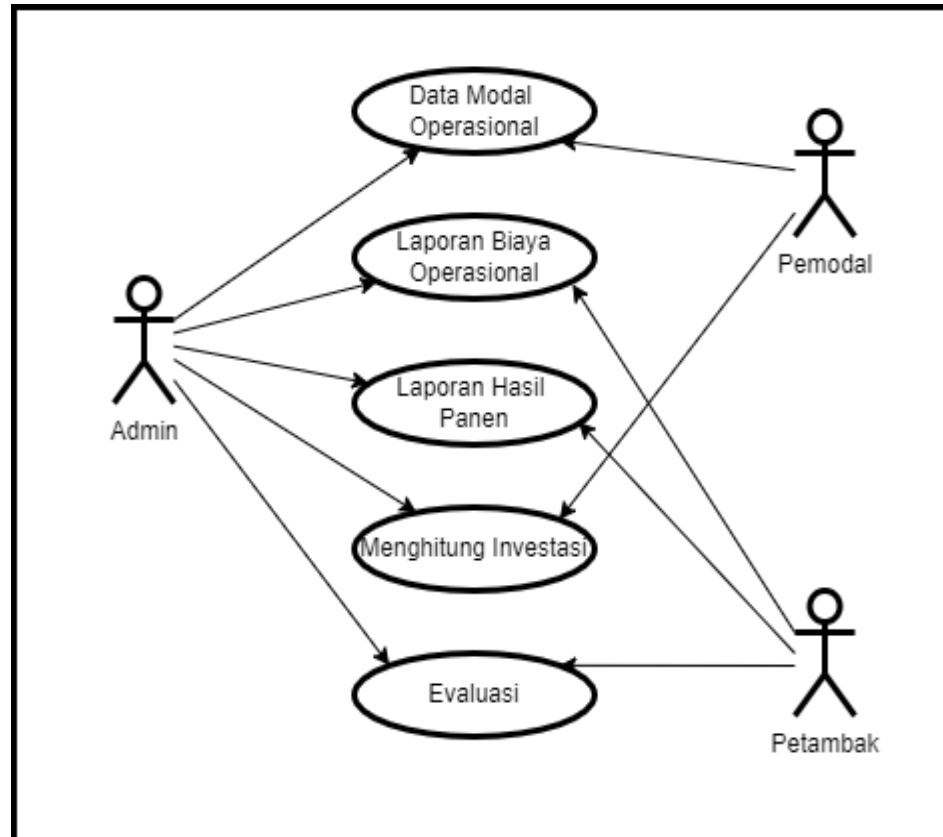 Data Modal
Operasional
Pemodal
Laporan Biaya
Operasional
Admin
Laporan Hasil
Panen
Menghitung Investasi
Evaluasi
Petambak